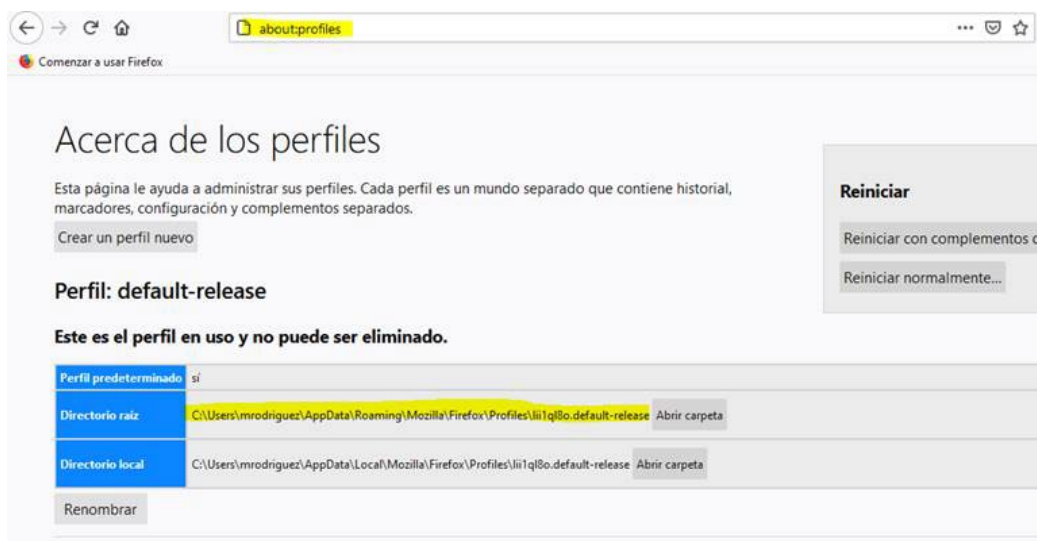 about:profiles
Comenzar a usar Firefox
Acerca de los perfiles
Esta página le ayuda a administrar sus perfiles. Cada perfil es un mundo separado que contiene historial,
marcadores, configuración y complementos separados.
Crear un perfil nuevo
Reiniciar
Reiniciar con complementos
Reiniciar normalmente...
Perfil: default-release
Este es el perfil en uso y no puede ser eliminado.
Perfil predeterminado sí
Directorio raíz C:\Users\mrodriguez\AppData\Roaming\Mozilla\Firefox\Profiles\lii1ql8o.default-release Abrir carpeta
Directorio local C:\Users\mrodriguez\AppData\Local\Mozilla\Firefox\Profiles\lii1ql8o.default-release Abrir carpeta
Renombrar